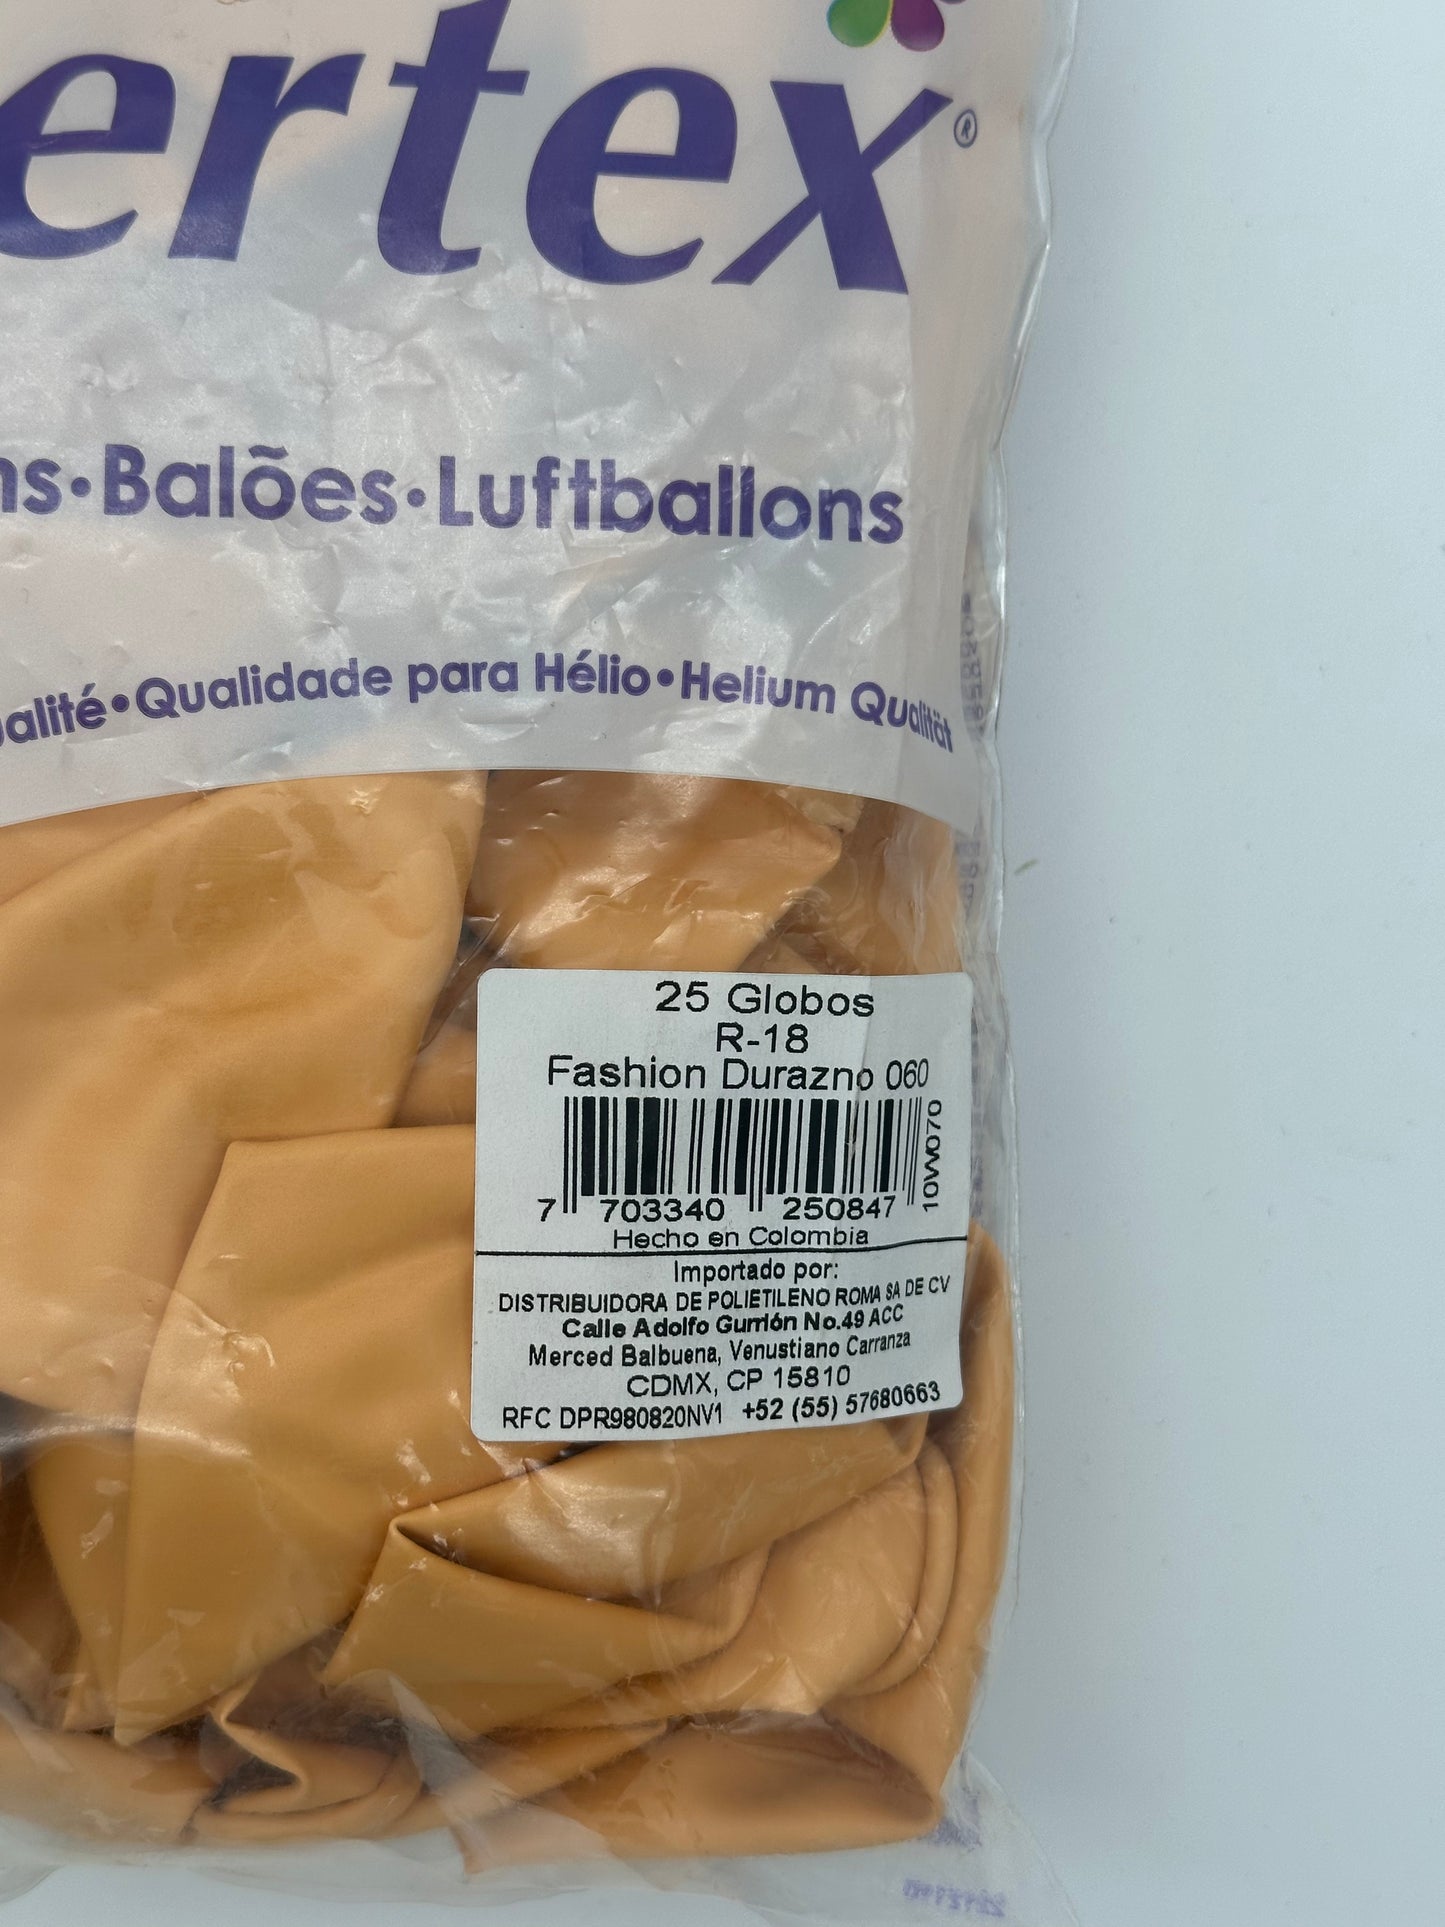 ertex®
ns•Balões•Luftballons
alité•Qualidade para Hélio•Helium Qualität
25 Globos
R-18
Fashion Durazno 060
10W070
7 703340 250847
Hecho en Colombia
Importado por:
DISTRIBUIDORA DE POLIETILENO ROMA SA DE CV
Calle Adolfo Gurrión No.49 ACC
Merced Balbuena, Venustiano Carranza
CDMX, CP 15810
RFC DPR980820NV1 +52 (55) 57680663